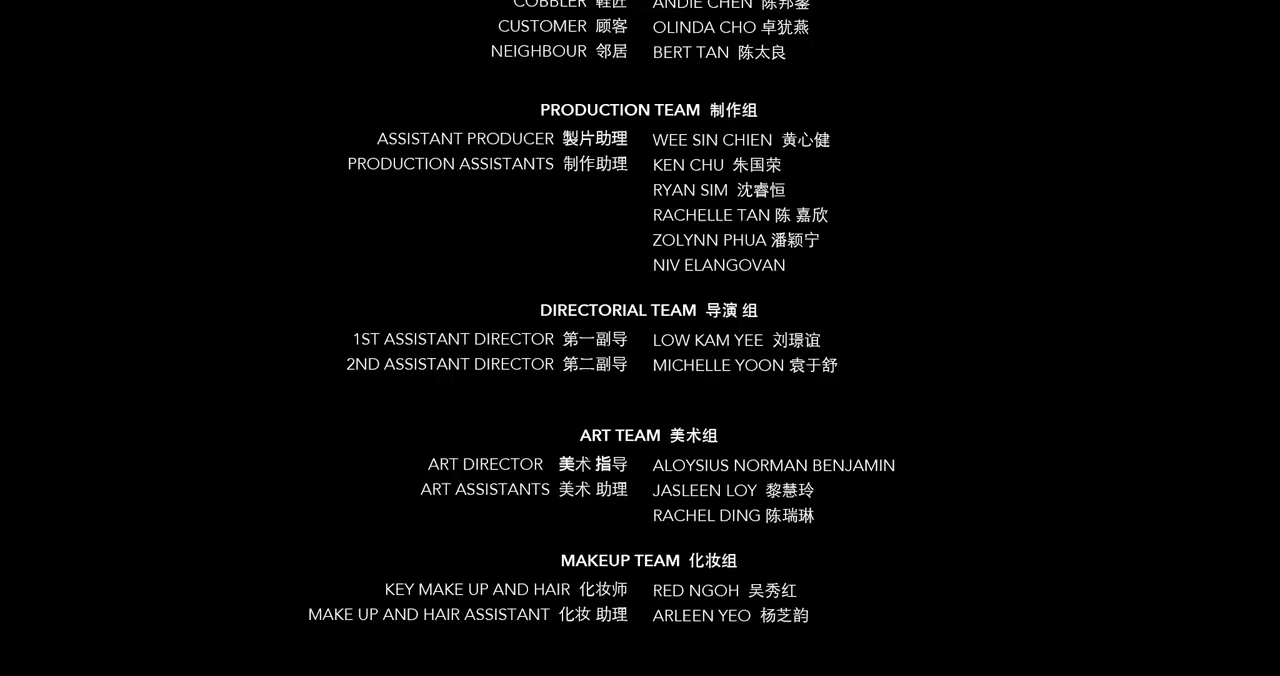 COBBLER 鞋匠 ANDIE CHEN 陈邦鋆
CUSTOMER 顾客 OLINDA CHO 卓犹燕
NEIGHBOUR 邻居 BERT TAN 陈太良
PRODUCTION TEAM 制作组
ASSISTANT PRODUCER 製片助理 WEE SIN CHIEN 黄心健
PRODUCTION ASSISTANTS 制作助理 KEN CHU 朱国荣
RYAN SIM 沈睿恒
RACHELLE TAN 陈 嘉欣
ZOLYNN PHUA 潘颖宁
NIV ELANGOVAN
DIRECTORIAL TEAM 导演 组
1ST ASSISTANT DIRECTOR 第一副导 LOW KAM YEE 刘璟谊
2ND ASSISTANT DIRECTOR 第二副导 MICHELLE YOON 袁于舒
ART TEAM 美术组
ART DIRECTOR 美术 指导 ALOYSIUS NORMAN BENJAMIN
ART ASSISTANTS 美术 助理 JASLEEN LOY 黎慧玲
RACHEL DING 陈瑞琳
MAKEUP TEAM 化妆组
KEY MAKE UP AND HAIR 化妆师 RED NGOH 吴秀红
MAKE UP AND HAIR ASSISTANT 化妆 助理 ARLEEN YEO 杨芝韵